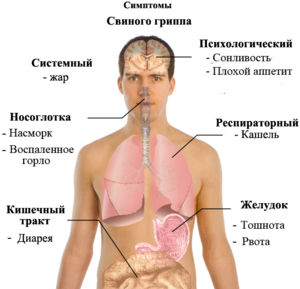 Симптомы
Свиного гриппа
Психологический
- Сонливость
- Плохой аппетит
Системный
- жар
Носоглотка
- Насморк
- Воспаленное
горло
Респираторный
- Кашель
Кишечный
тракт
- Диарея
Желудок
- Тошнота
- Рвота